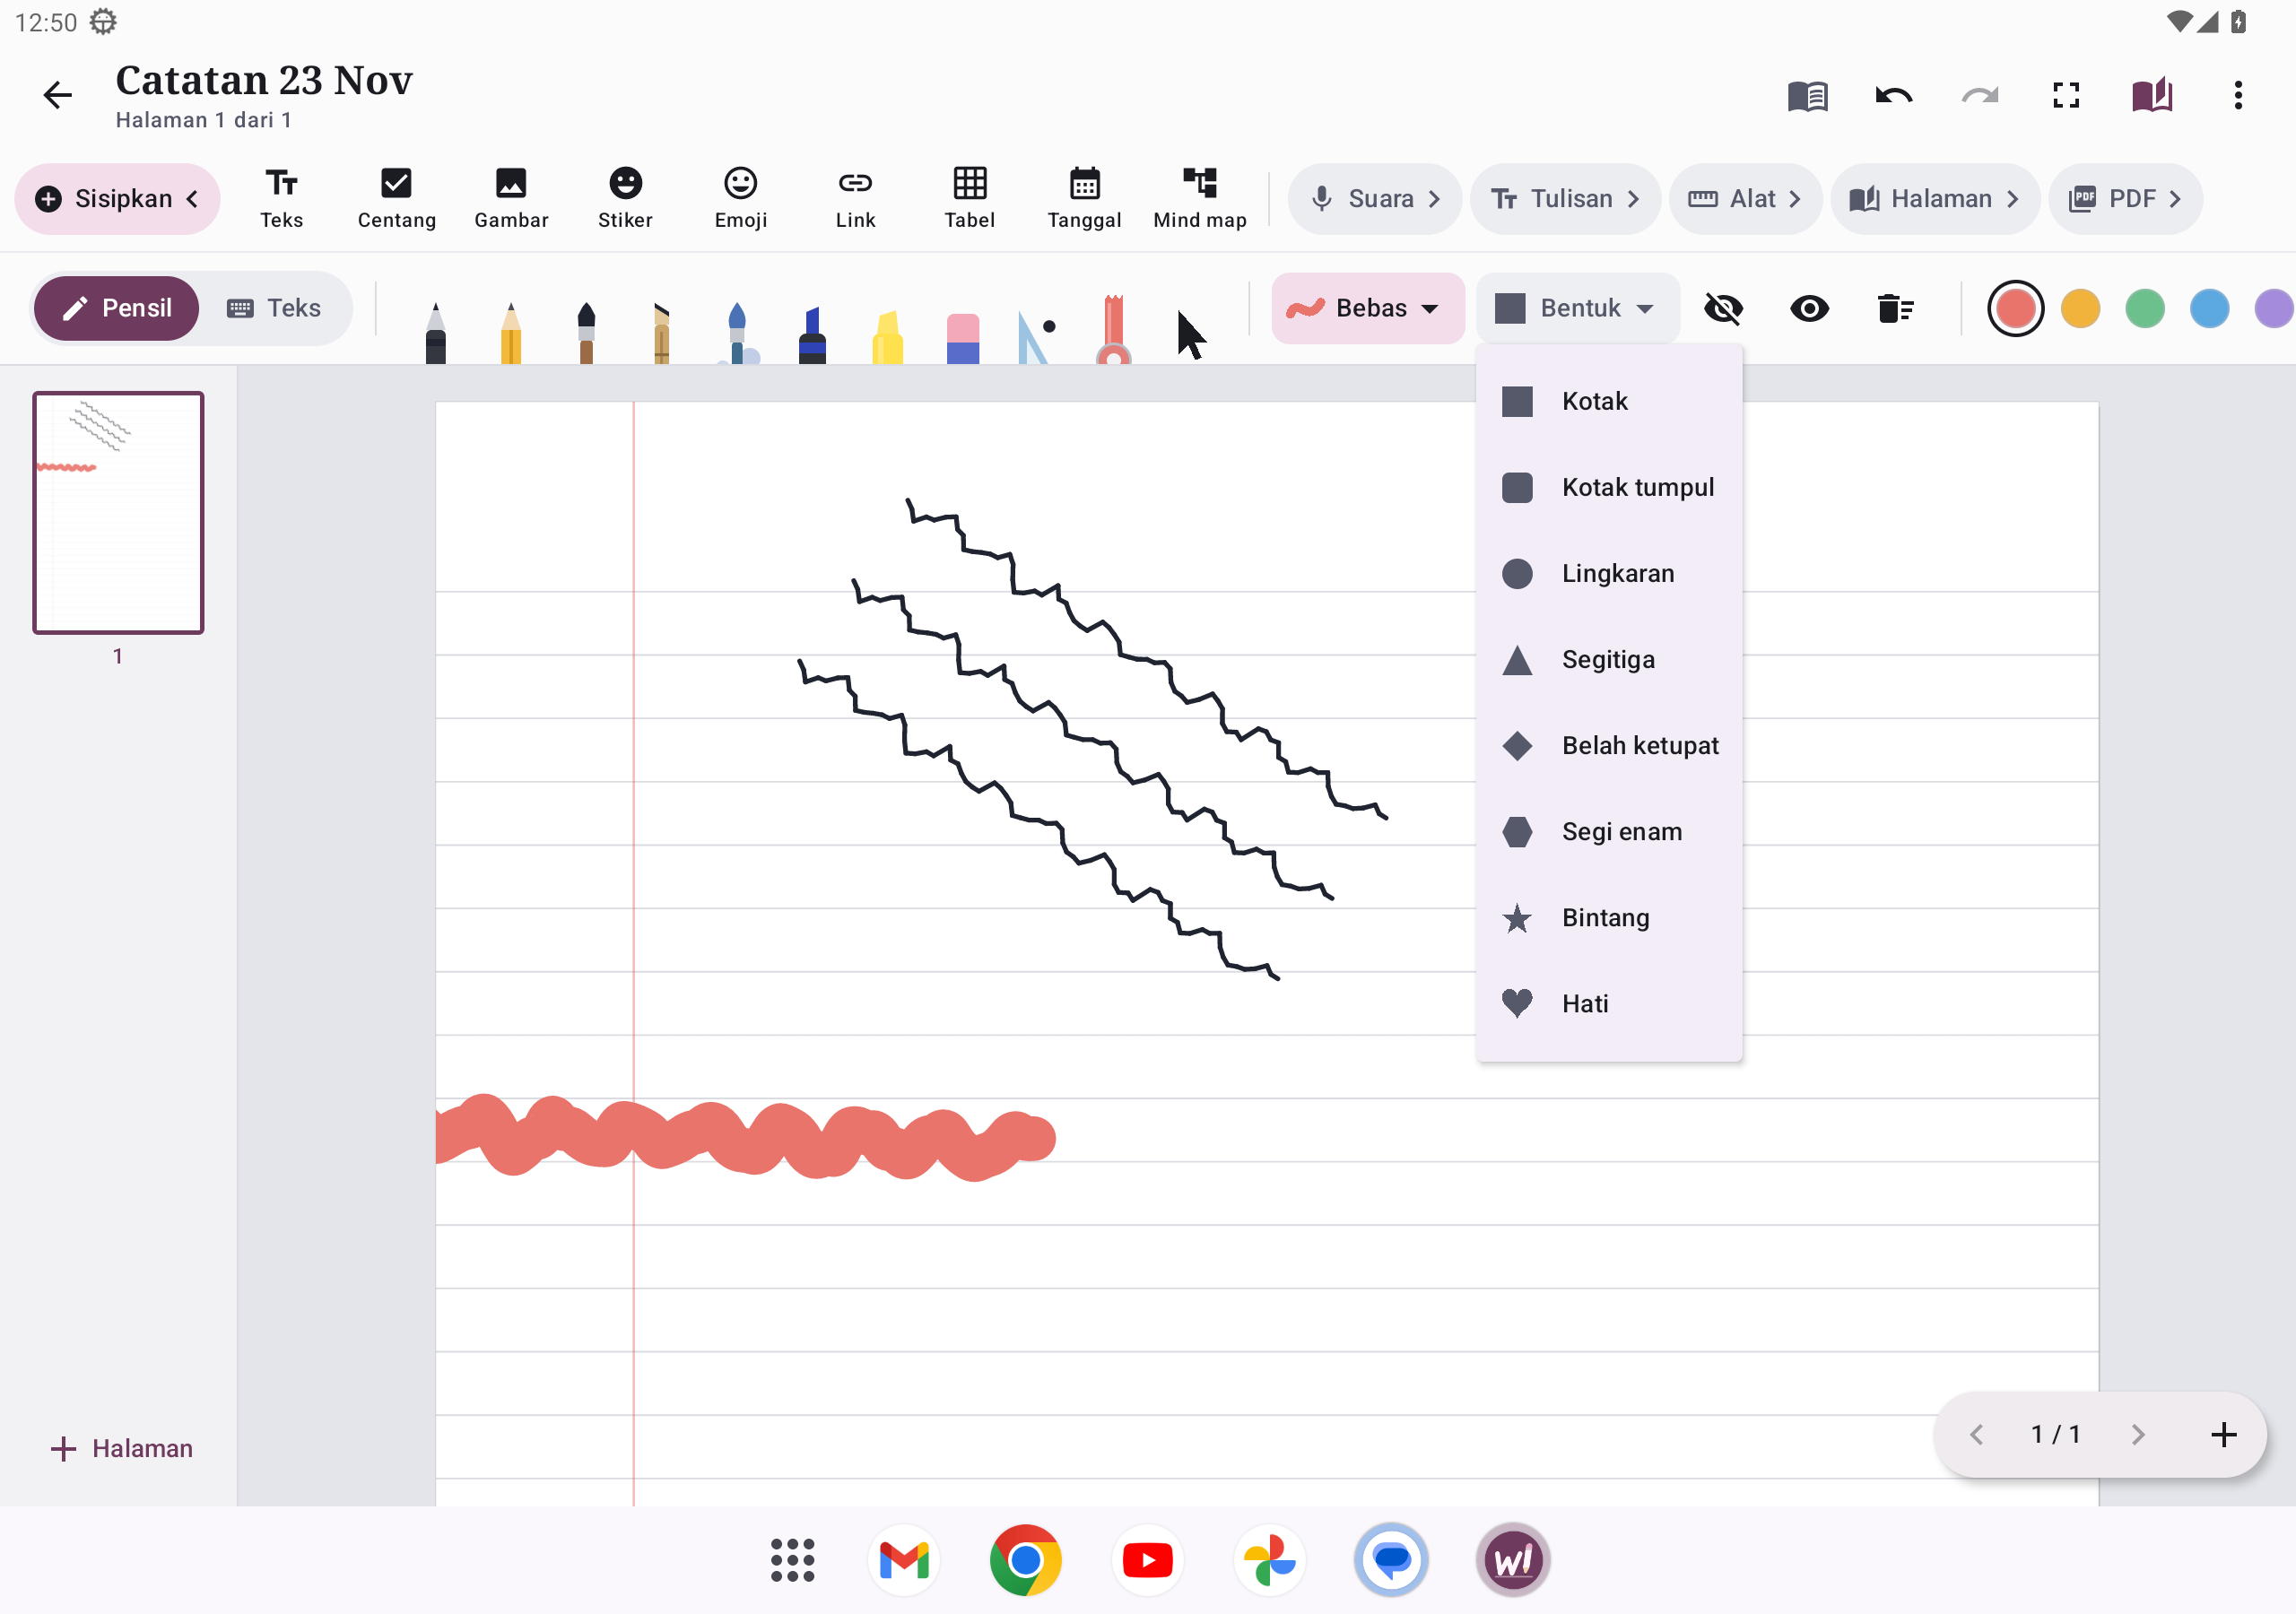 12:50
Catatan 23 Nov
Halaman 1 dari 1
Sisipkan
Teks
Centang
Gambar
Stiker
Emoji
Link
Tabel
Tanggal
Mind map
Suara
Tulisan
Alat
Halaman
PDF
PDF
Pensil
Teks
Bebas
Bentuk
Kotak
Kotak tumpul
Lingkaran
Segitiga
Belah ketupat
Segi enam
Bintang
Hati
1
Halaman
1 / 1